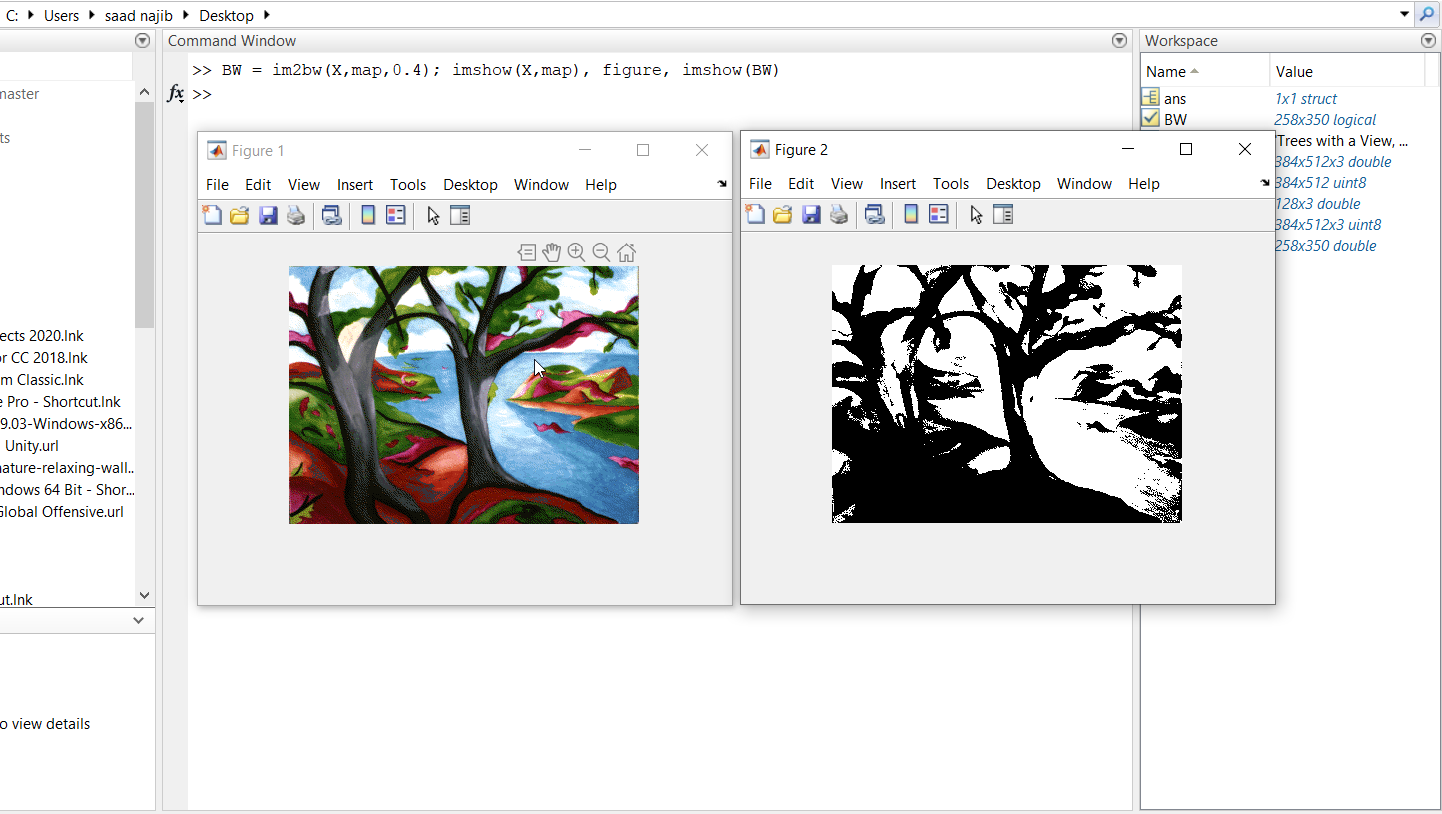 C: Users saad najib Desktop
Command Window
Workspace
>> BW = im2bw(X,map,0.4); imshow(X,map), figure, imshow(BW)
fx >>
Name Value
ans 1x1 struct
BW 258x350 logical
'Trees with a View, ...
384x512x3 double
384x512 uint8
128x3 double
384x512x3 uint8
258x350 double
master
ts
ects 2020.lnk
or CC 2018.lnk
m Classic.lnk
e Pro - Shortcut.lnk
9.03-Windows-x86...
Unity.url
nature-relaxing-wall...
ndows 64 Bit - Shor...
Global Offensive.url
ut.lnk
o view details
Figure 1
File Edit View Insert Tools Desktop Window Help
Figure 2
File Edit View Insert Tools Desktop Window Help